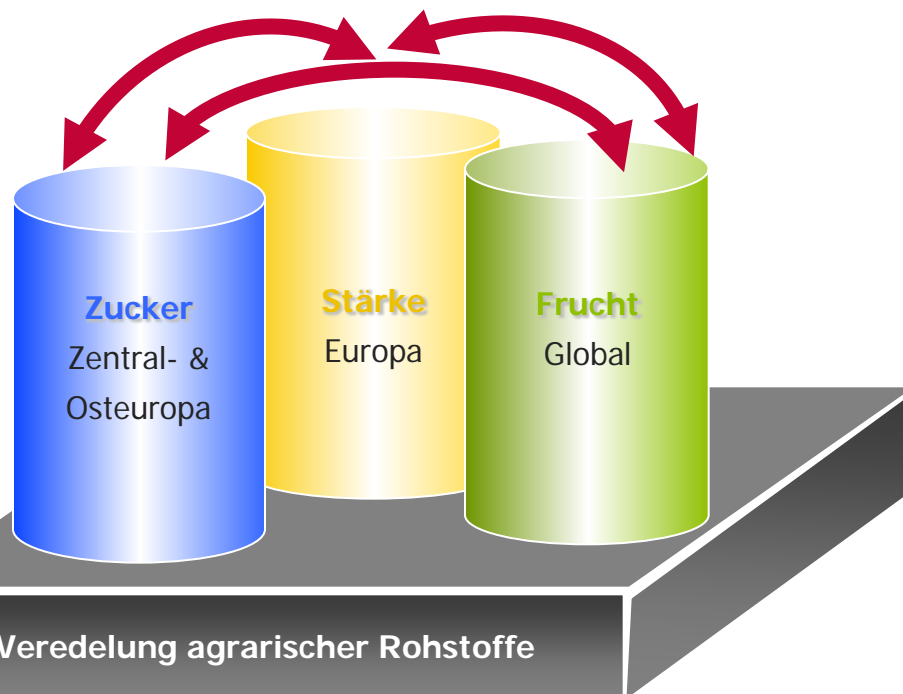 Zucker
Zentral- &
Osteuropa
Stärke
Europa
Frucht
Global
Veredelung agrarischer Rohstoffe